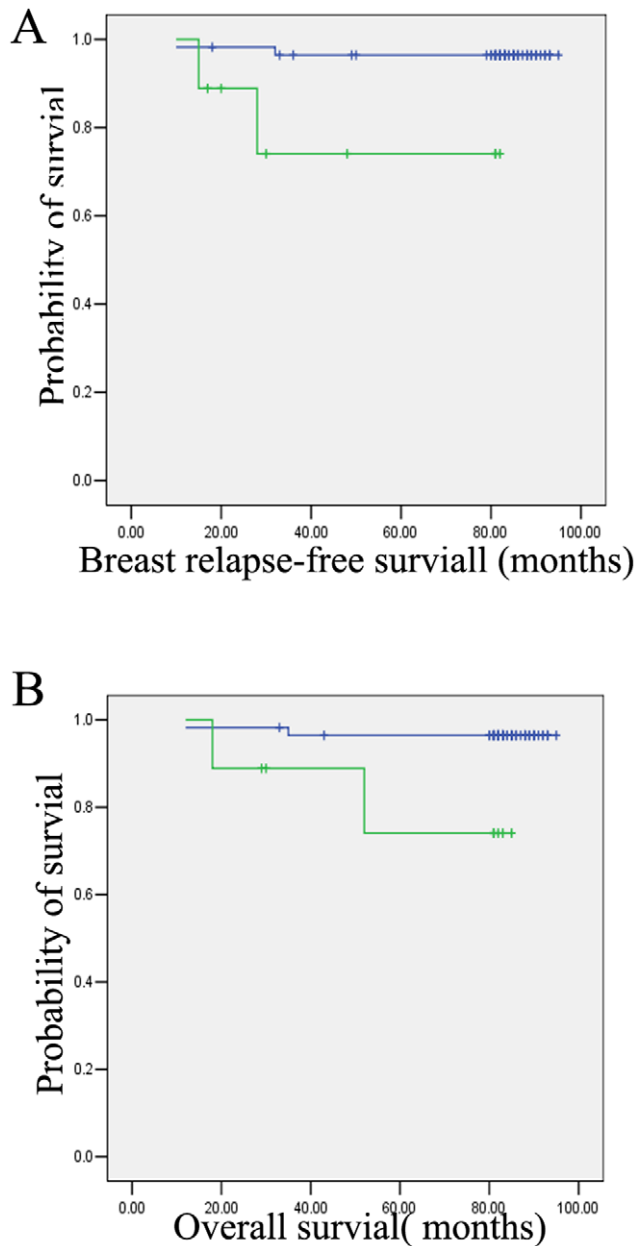 A
Probability of survial
1.0
0.8
0.6
0.4
0.2
0.0
0.00 20.00 40.00 60.00 80.00 100.00
Breast relapse-free surviall (months)
B
Probability of survial
1.0
0.8
0.6
0.4
0.2
0.0
0.00 20.00 40.00 60.00 80.00 100.00
Overall survial( months)